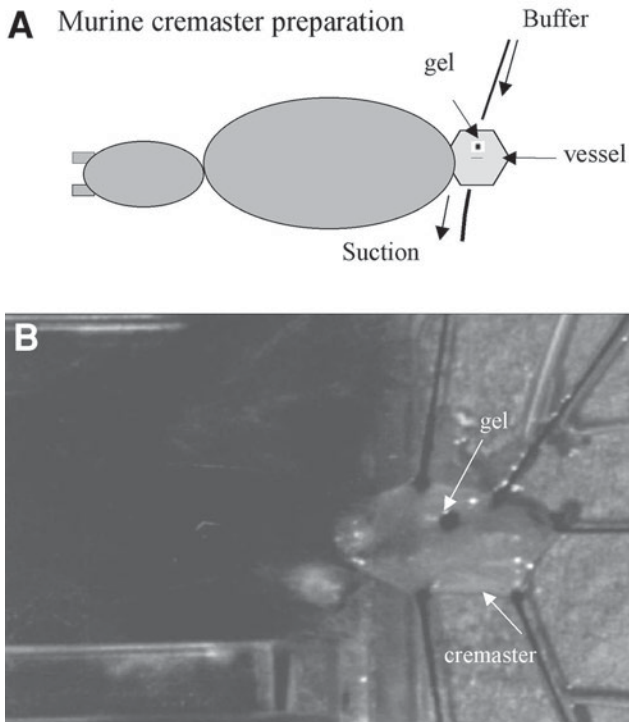 A Murine cremaster preparation
Buffer
gel
vessel
Suction
B
gel
cremaster